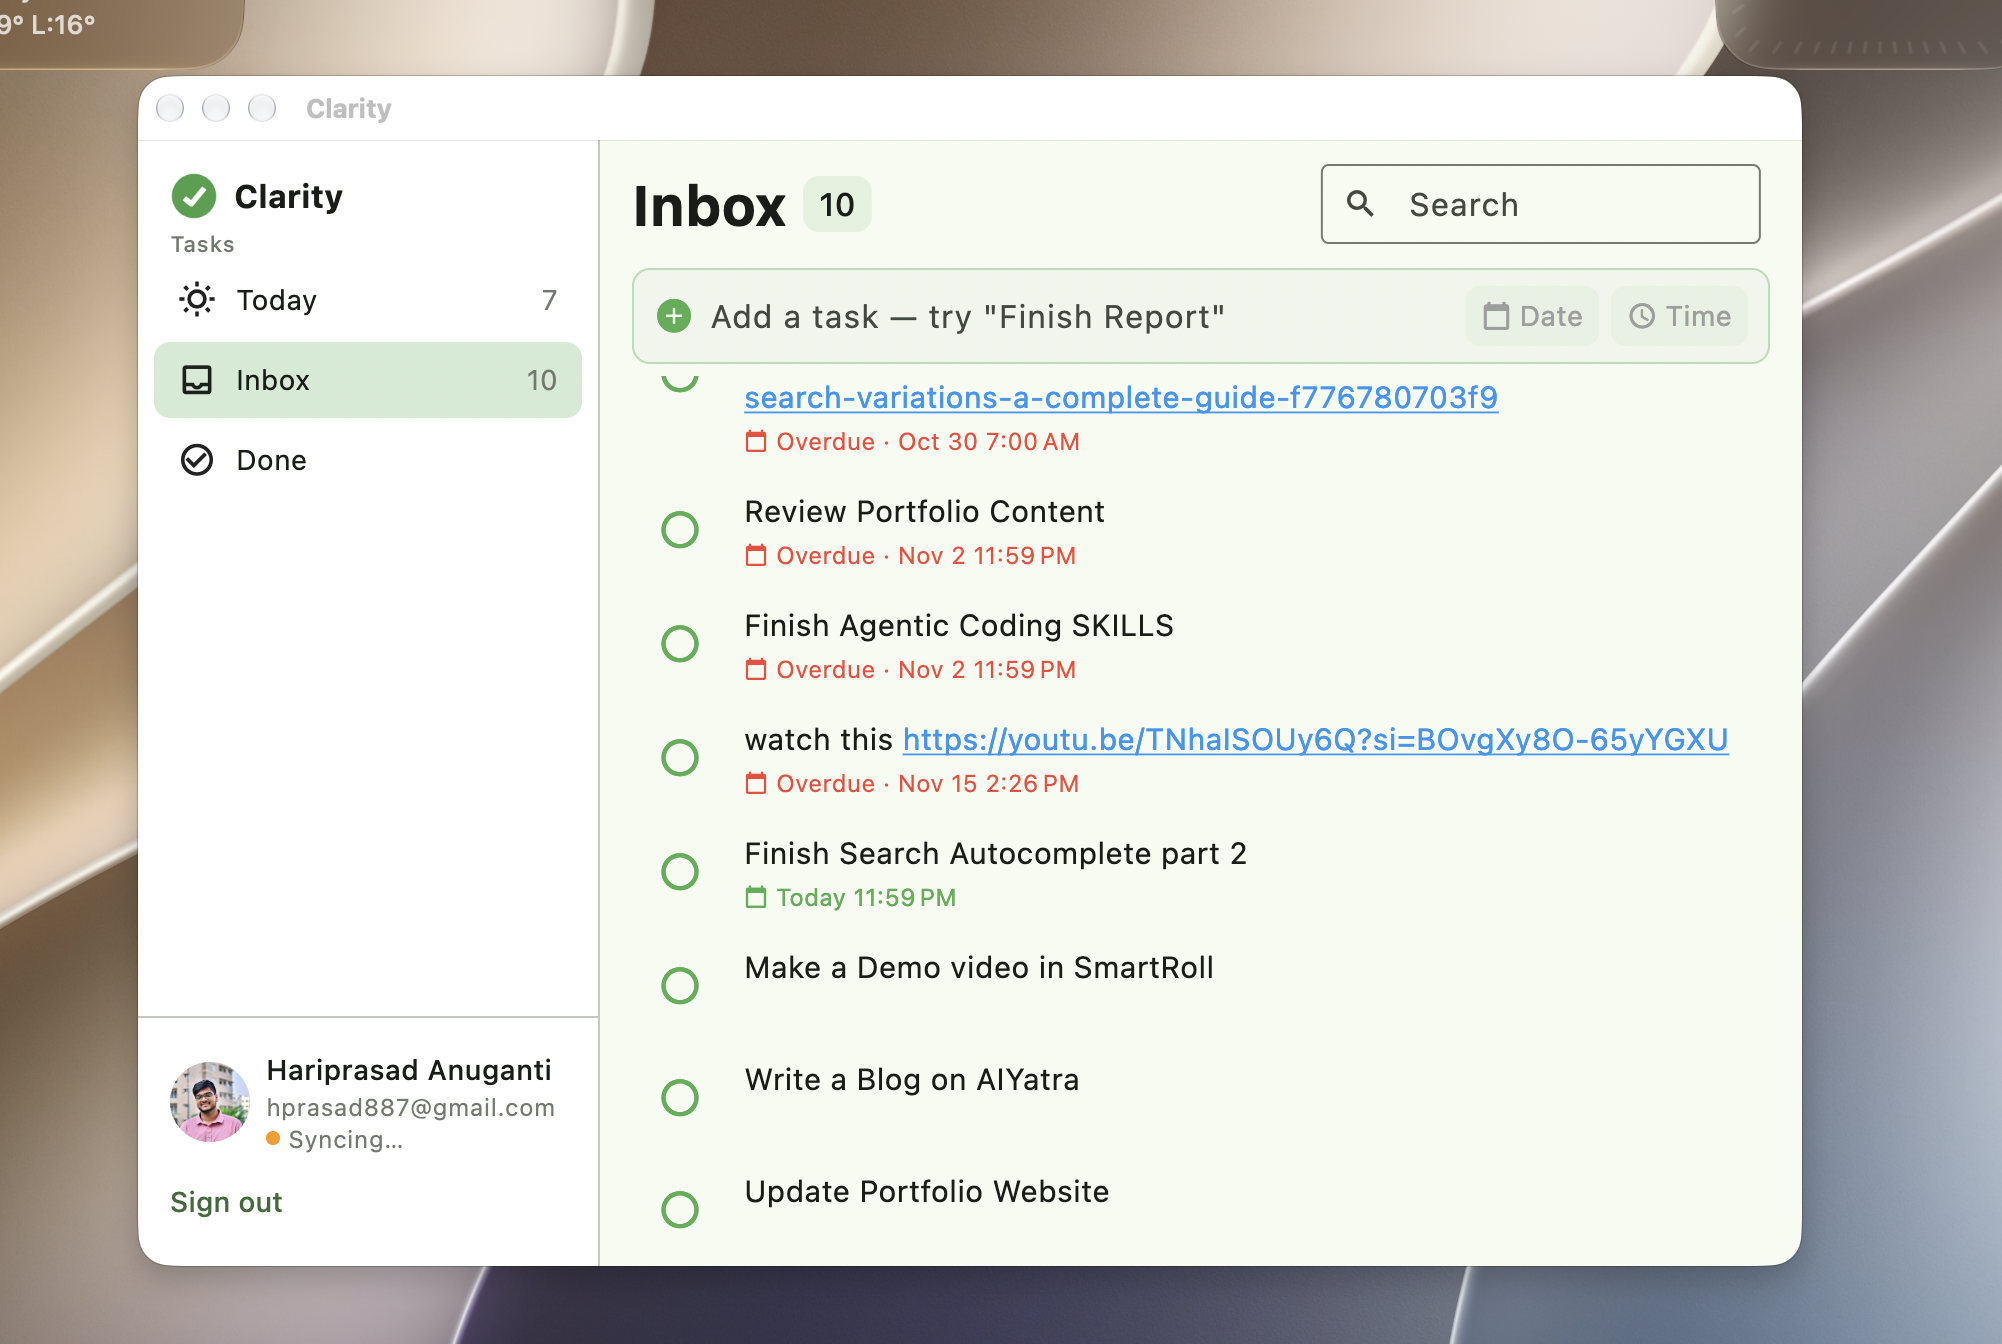 L:16°
Clarity
Clarity
Tasks
Today 7
Inbox 10
Done
Hariprasad Anuganti
hprasad887@gmail.com
Syncing...
Sign out
Inbox 10
Search
Add a task — try "Finish Report"
Date
Time
search-variations-a-complete-guide-f776780703f9
Overdue · Oct 30 7:00 AM
Review Portfolio Content
Overdue · Nov 2 11:59 PM
Finish Agentic Coding SKILLS
Overdue · Nov 2 11:59 PM
watch this https://youtu.be/TNhaISOUy6Q?si=BOvgXy8O-65yYGXU
Overdue · Nov 15 2:26 PM
Finish Search Autocomplete part 2
Today 11:59 PM
Make a Demo video in SmartRoll
Write a Blog on AIYatra
Update Portfolio Website